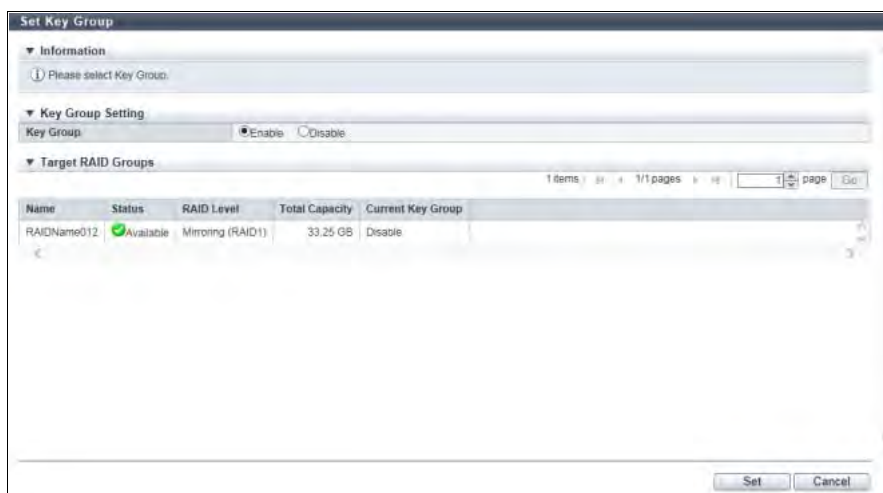 Set Key Group
▼ Information
Please select Key Group.
▼ Key Group Setting
Key Group Enable Disable
▼ Target RAID Groups
1 items 1/1 pages 1 page Go
Name Status RAID Level Total Capacity Current Key Group
RAIDName012 Available Mirroring (RAID1) 33.25 GB Disable
Set Cancel